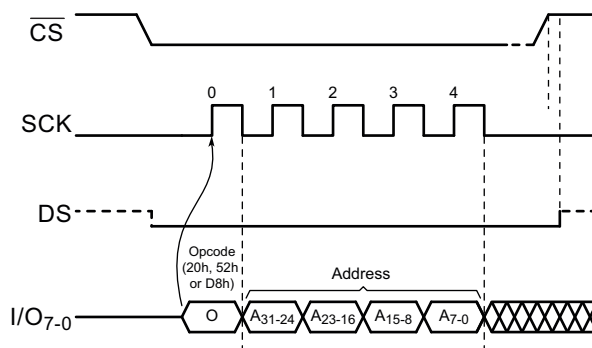 CS
0 1 2 3 4
SCK
DS
Opcode
(20h, 52h
or D8h)
Address
I/O7-0
O A31-24 A23-16 A15-8 A7-0